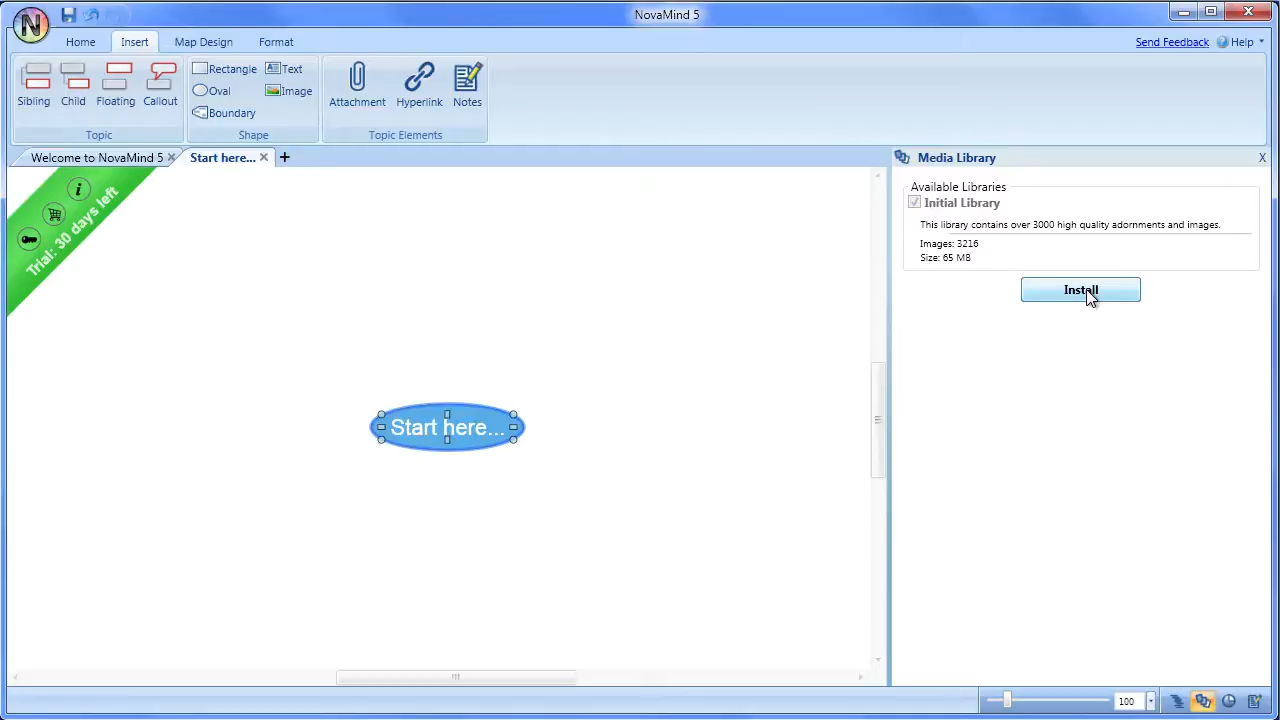 NovaMind 5
N
Home Insert Map Design Format
Send Feedback Help
Sibling Child Floating Callout
Topic
Rectangle Text
Oval Image
Boundary
Shape
Attachment Hyperlink Notes
Topic Elements
Welcome to NovaMind 5 Start here...
Trial: 30 days left
Start here...
Media Library X
Available Libraries
Initial Library
This library contains over 3000 high quality adornments and images.
Images: 3216
Size: 65 MB
Install
100